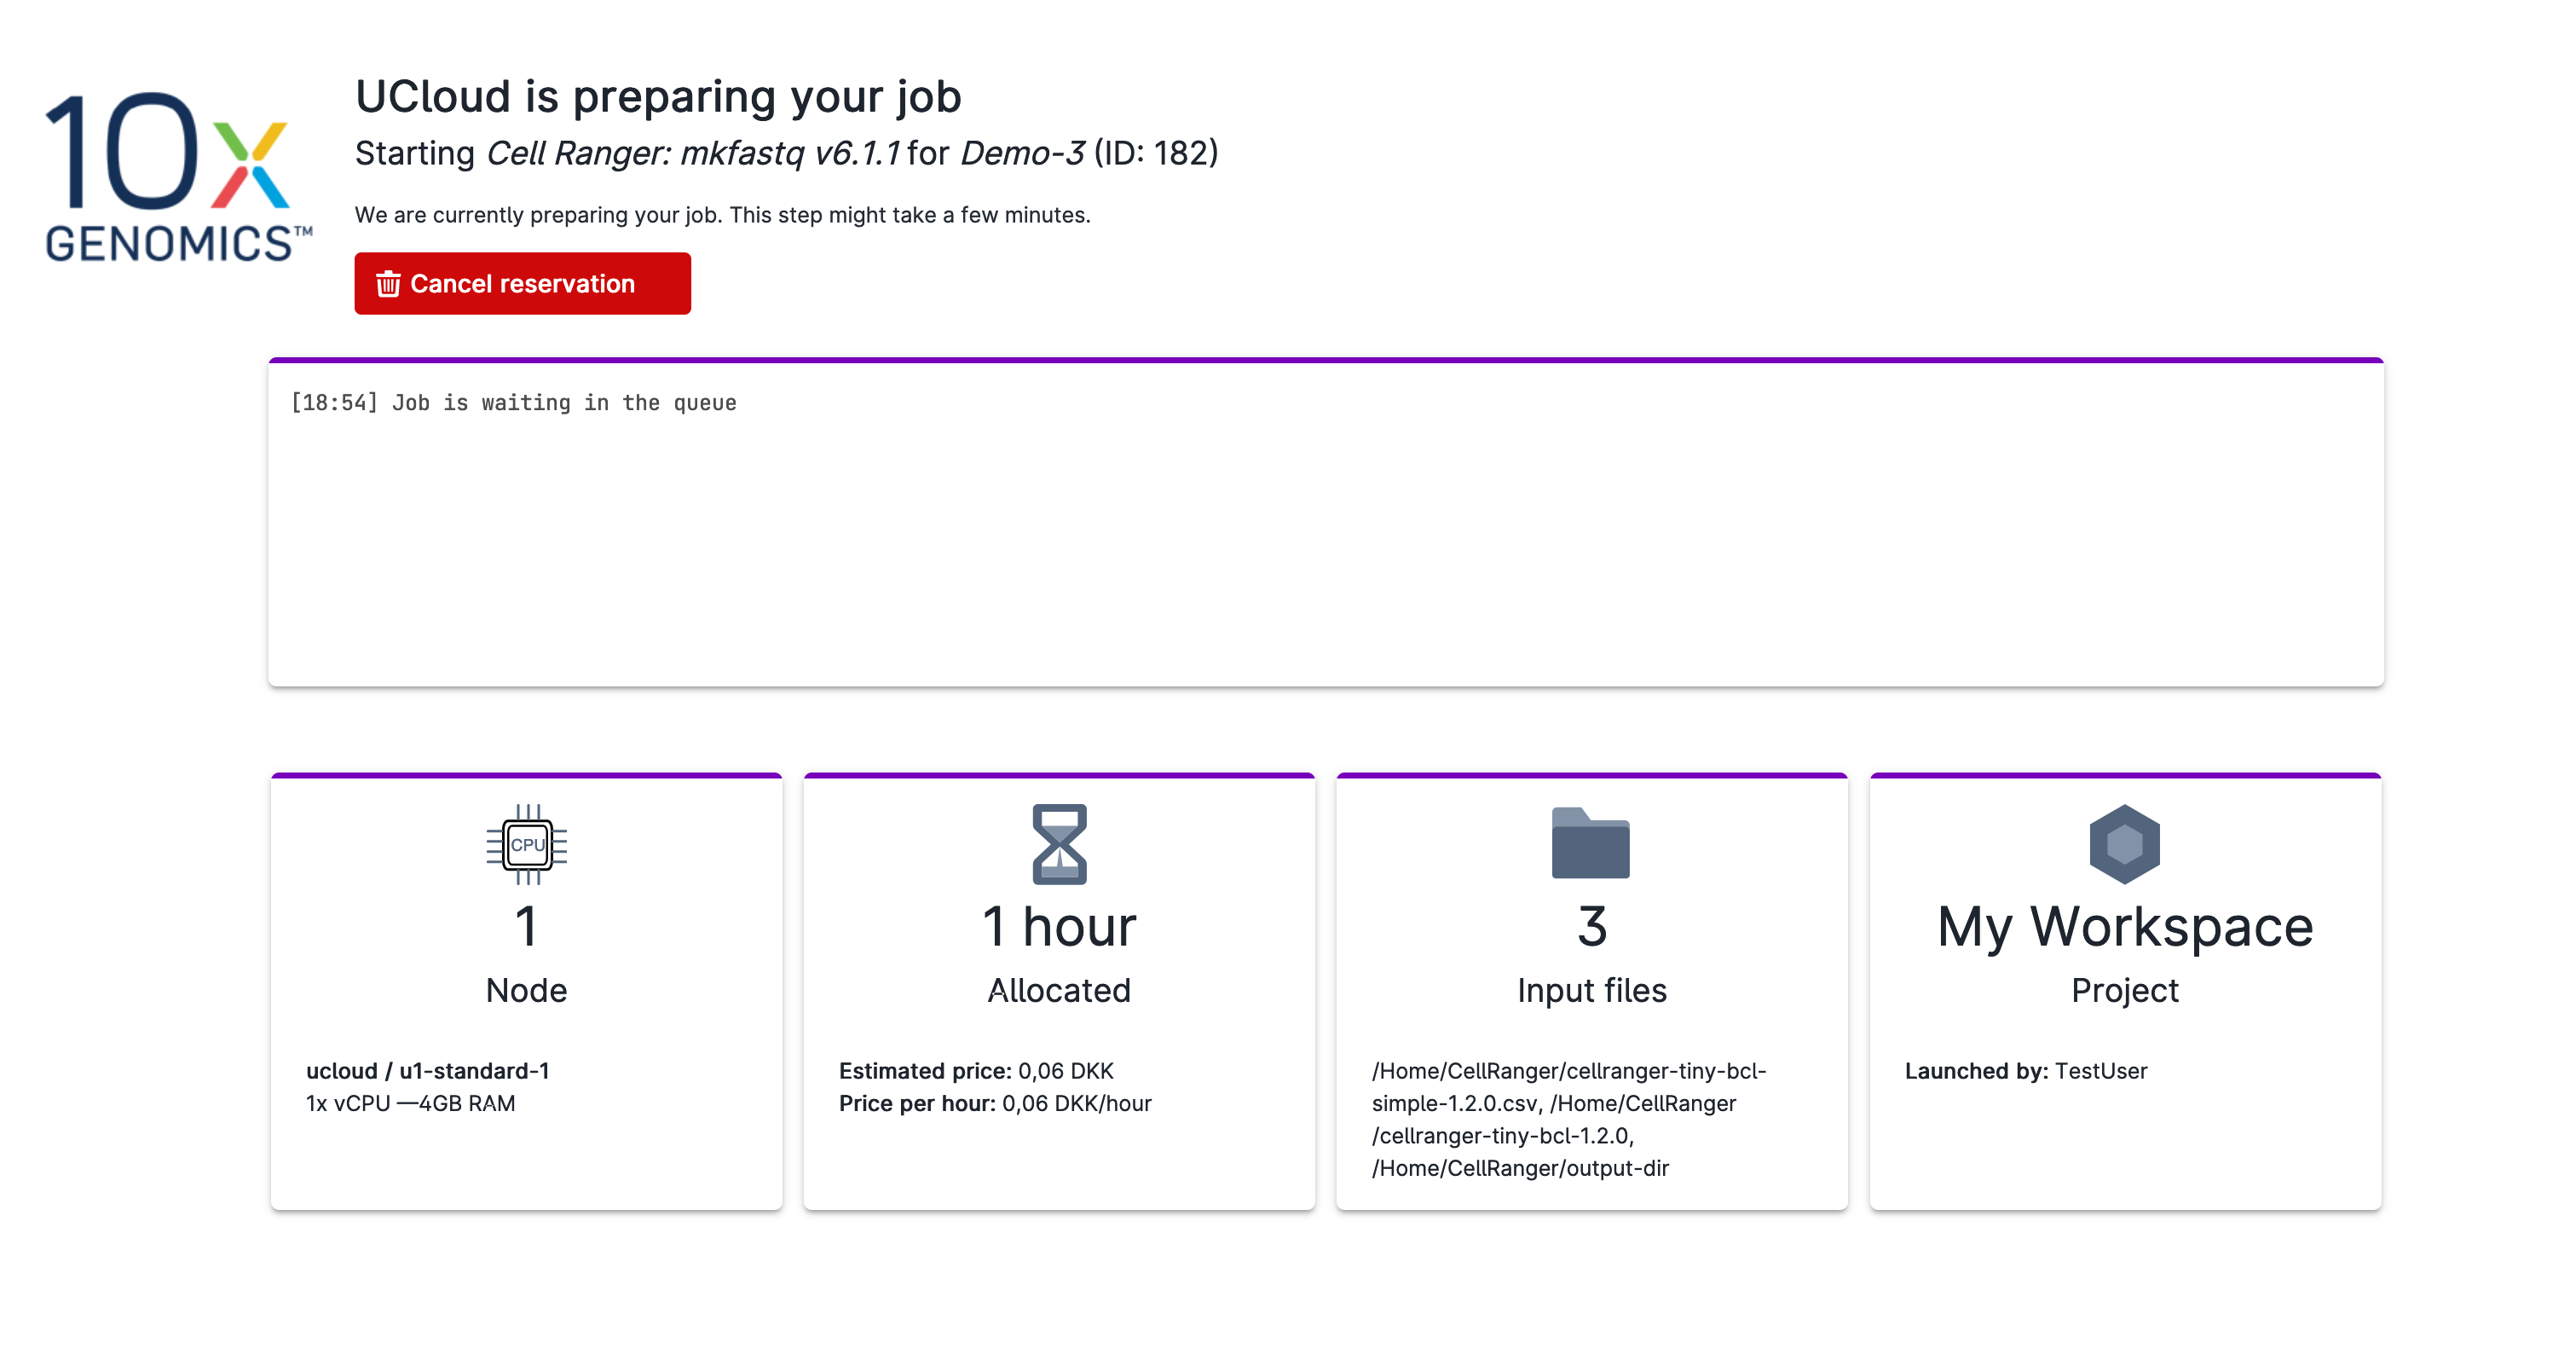 10x
GENOMICS™
UCloud is preparing your job
Starting Cell Ranger: mkfastq v6.1.1 for Demo-3 (ID: 182)
We are currently preparing your job. This step might take a few minutes.
Cancel reservation
[18:54] Job is waiting in the queue
CPU
1
Node
ucloud / u1-standard-1
1x vCPU —4GB RAM
1 hour
Allocated
Estimated price: 0,06 DKK
Price per hour: 0,06 DKK/hour
3
Input files
/Home/CellRanger/cellranger-tiny-bcl-
simple-1.2.0.csv, /Home/CellRanger
/cellranger-tiny-bcl-1.2.0,
/Home/CellRanger/output-dir
My Workspace
Project
Launched by: TestUser